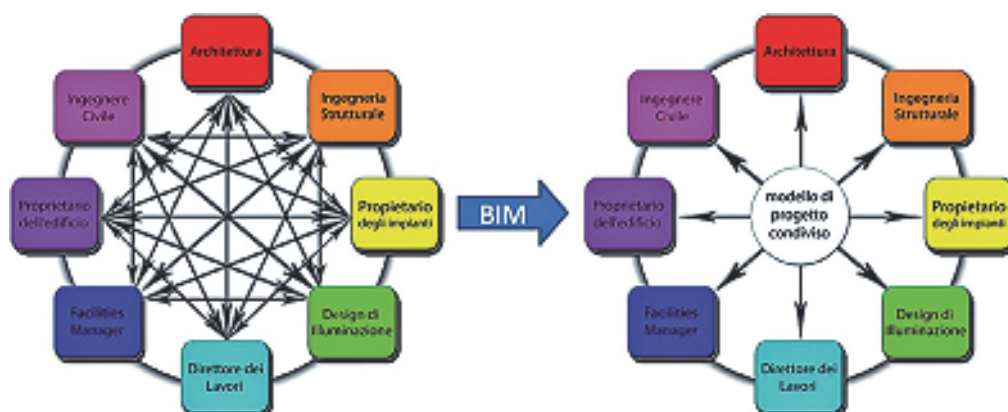 Architettura
Ingegneria
Strutturale
Propietario
degli impianti
Design di
Illuminazione
Direttore dei
Lavori
Facilities
Manager
Proprietario
dell'edificio
Ingegnere
Civile
BIM
Architettura
Ingegneria
Strutturale
Propietario
degli impianti
Design di
Illuminazione
Direttore dei
Lavori
Facilities
Manager
Proprietario
dell'edificio
Ingegnere
Civile
modello di
progetto
condiviso